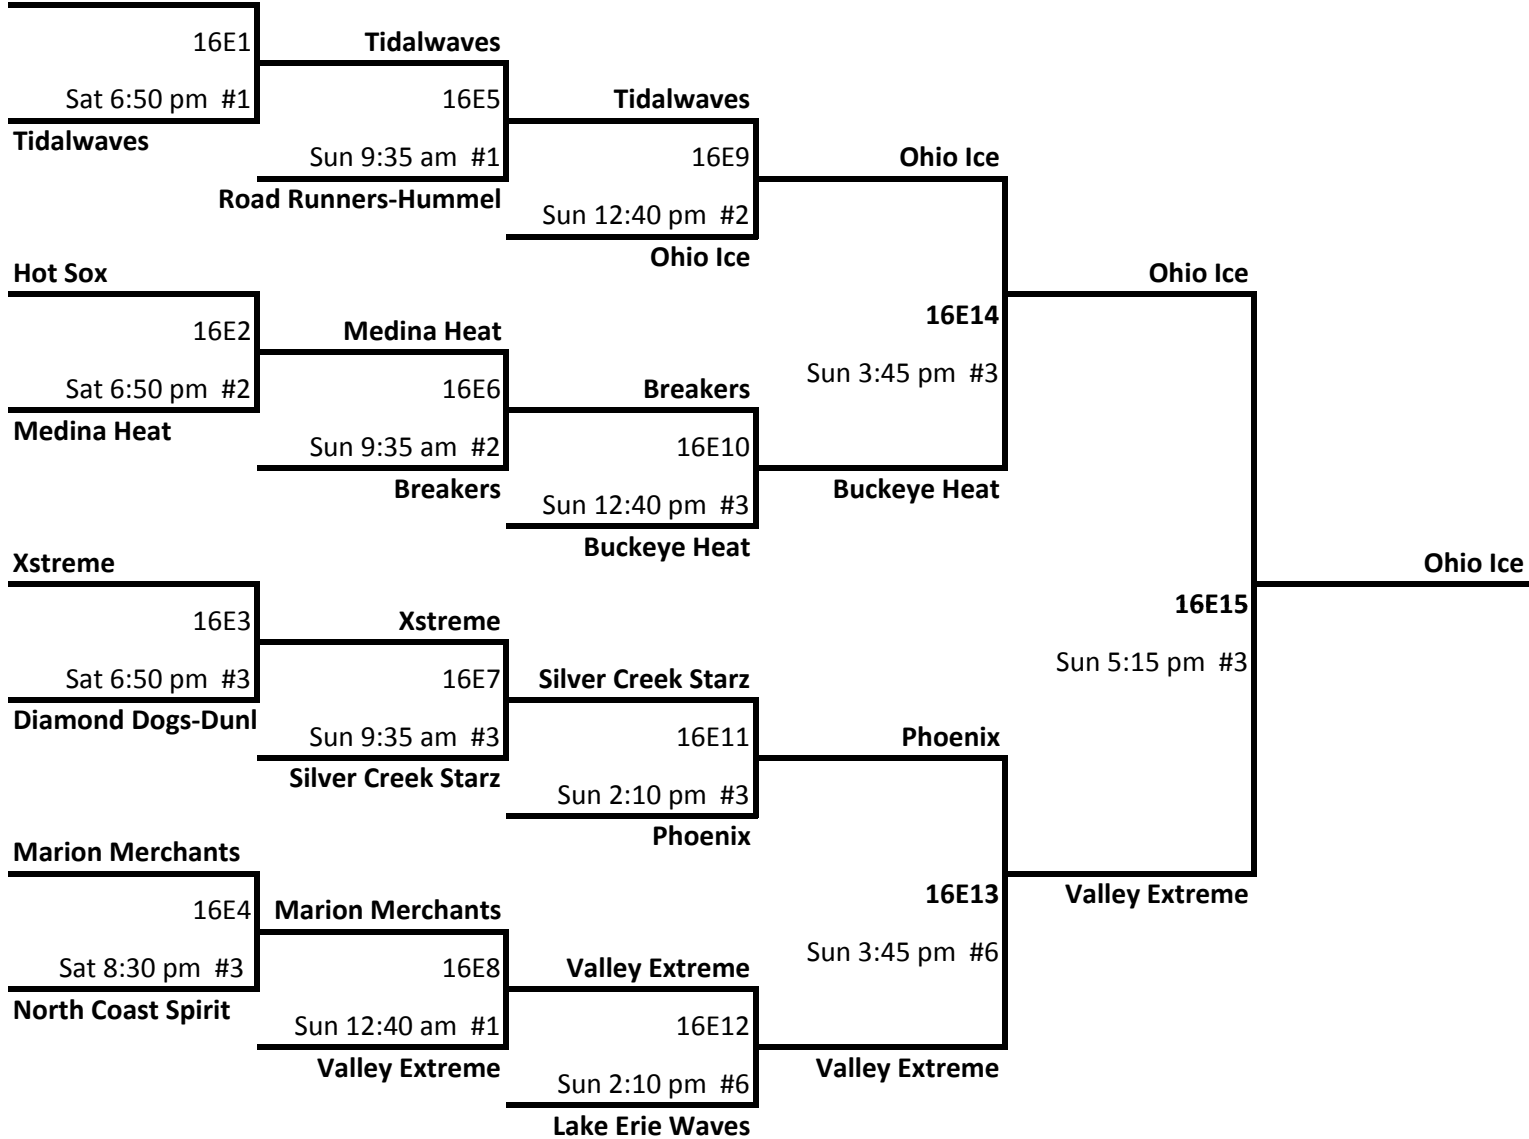 16E1
Tidalwaves
Sat 6:50 pm #1
16E5
Tidalwaves
Tidalwaves
Sun 9:35 am #1
16E9
Ohio Ice
Road Runners-Hummel
Sun 12:40 pm #2
Ohio Ice
Hot Sox
Ohio Ice
16E2
Medina Heat
16E14
Sat 6:50 pm #2
16E6
Breakers
Sun 3:45 pm #3
Medina Heat
Sun 9:35 am #2
16E10
Breakers
Sun 12:40 pm #3
Buckeye Heat
Buckeye Heat
Xstreme
Ohio Ice
16E3
Xstreme
16E15
Sat 6:50 pm #3
16E7
Silver Creek Starz
Sun 5:15 pm #3
Diamond Dogs-Dunl
Sun 9:35 am #3
16E11
Phoenix
Silver Creek Starz
Sun 2:10 pm #3
Phoenix
Marion Merchants
16E4
Marion Merchants
16E13
Valley Extreme
Sat 8:30 pm #3
16E8
Valley Extreme
Sun 3:45 pm #6
North Coast Spirit
Sun 12:40 am #1
16E12
Valley Extreme
Sun 2:10 pm #6
Valley Extreme
Lake Erie Waves